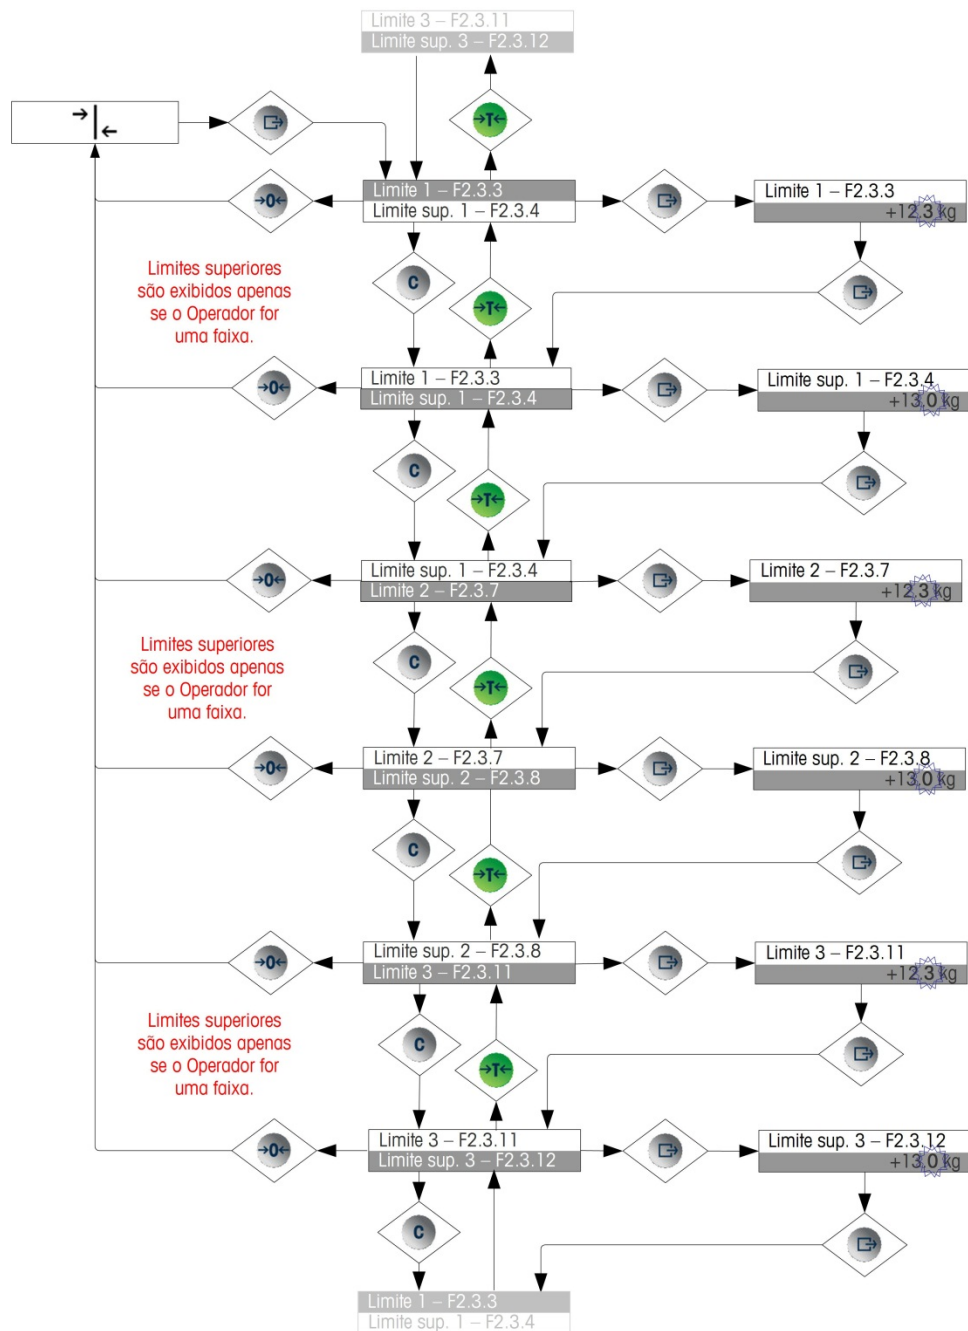 Limite 3 – F2.3.11
Limite sup. 3 – F2.3.12
→T←
→0←
Limite 1 – F2.3.3
Limite sup. 1 – F2.3.4
Limite 1 – F2.3.3
+12.3 kg
Limites superiores
são exibidos apenas
se o Operador for
uma faixa.
C
→T←
→0←
Limite 1 – F2.3.3
Limite sup. 1 – F2.3.4
Limite sup. 1 – F2.3.4
+13.0 kg
C
→T←
→0←
Limite sup. 1 – F2.3.4
Limite 2 – F2.3.7
Limite 2 – F2.3.7
+12.3 kg
Limites superiores
são exibidos apenas
se o Operador for
uma faixa.
C
→T←
→0←
Limite 2 – F2.3.7
Limite sup. 2 – F2.3.8
Limite sup. 2 – F2.3.8
+13.0 kg
C
→T←
→0←
Limite sup. 2 – F2.3.8
Limite 3 – F2.3.11
Limite 3 – F2.3.11
+12.3 kg
Limites superiores
são exibidos apenas
se o Operador for
uma faixa.
C
→T←
→0←
Limite 3 – F2.3.11
Limite sup. 3 – F2.3.12
Limite sup. 3 – F2.3.12
+13.0 kg
C
Limite 1 – F2.3.3
Limite sup. 1 – F2.3.4